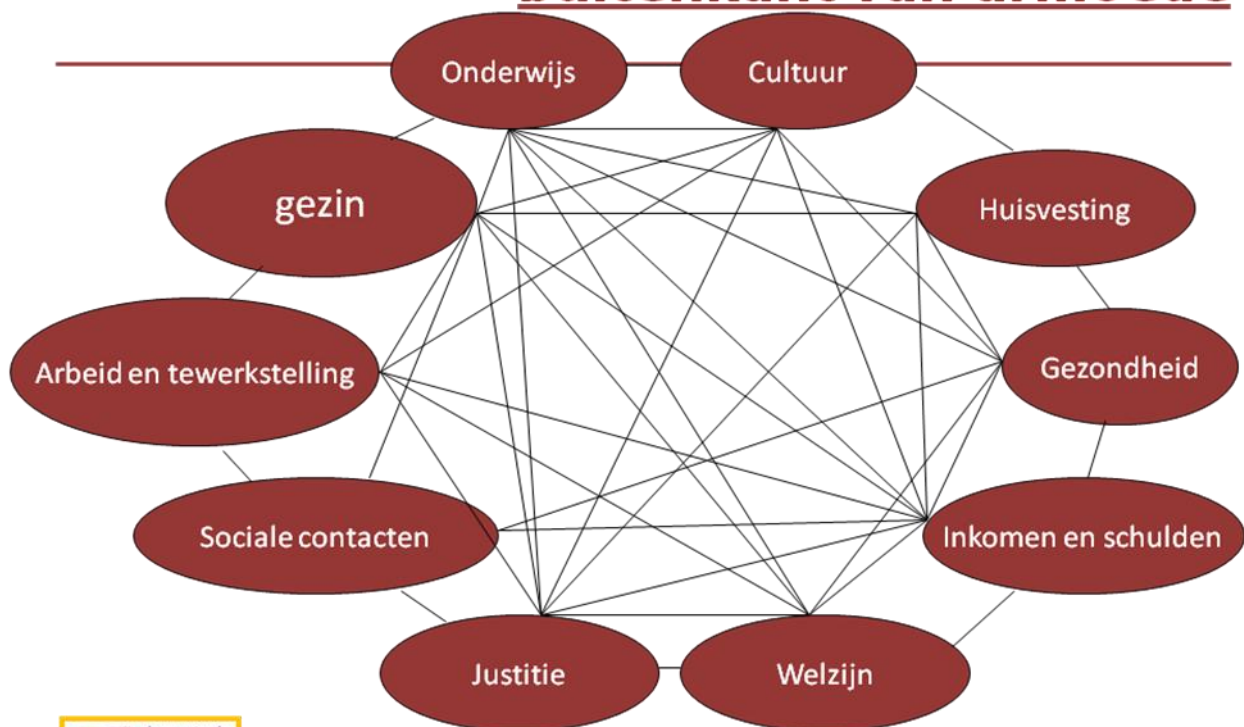 Onderwijs
Cultuur
gezin
Huisvesting
Arbeid en tewerkstelling
Gezondheid
Sociale contacten
Inkomen en schulden
Justitie
Welzijn